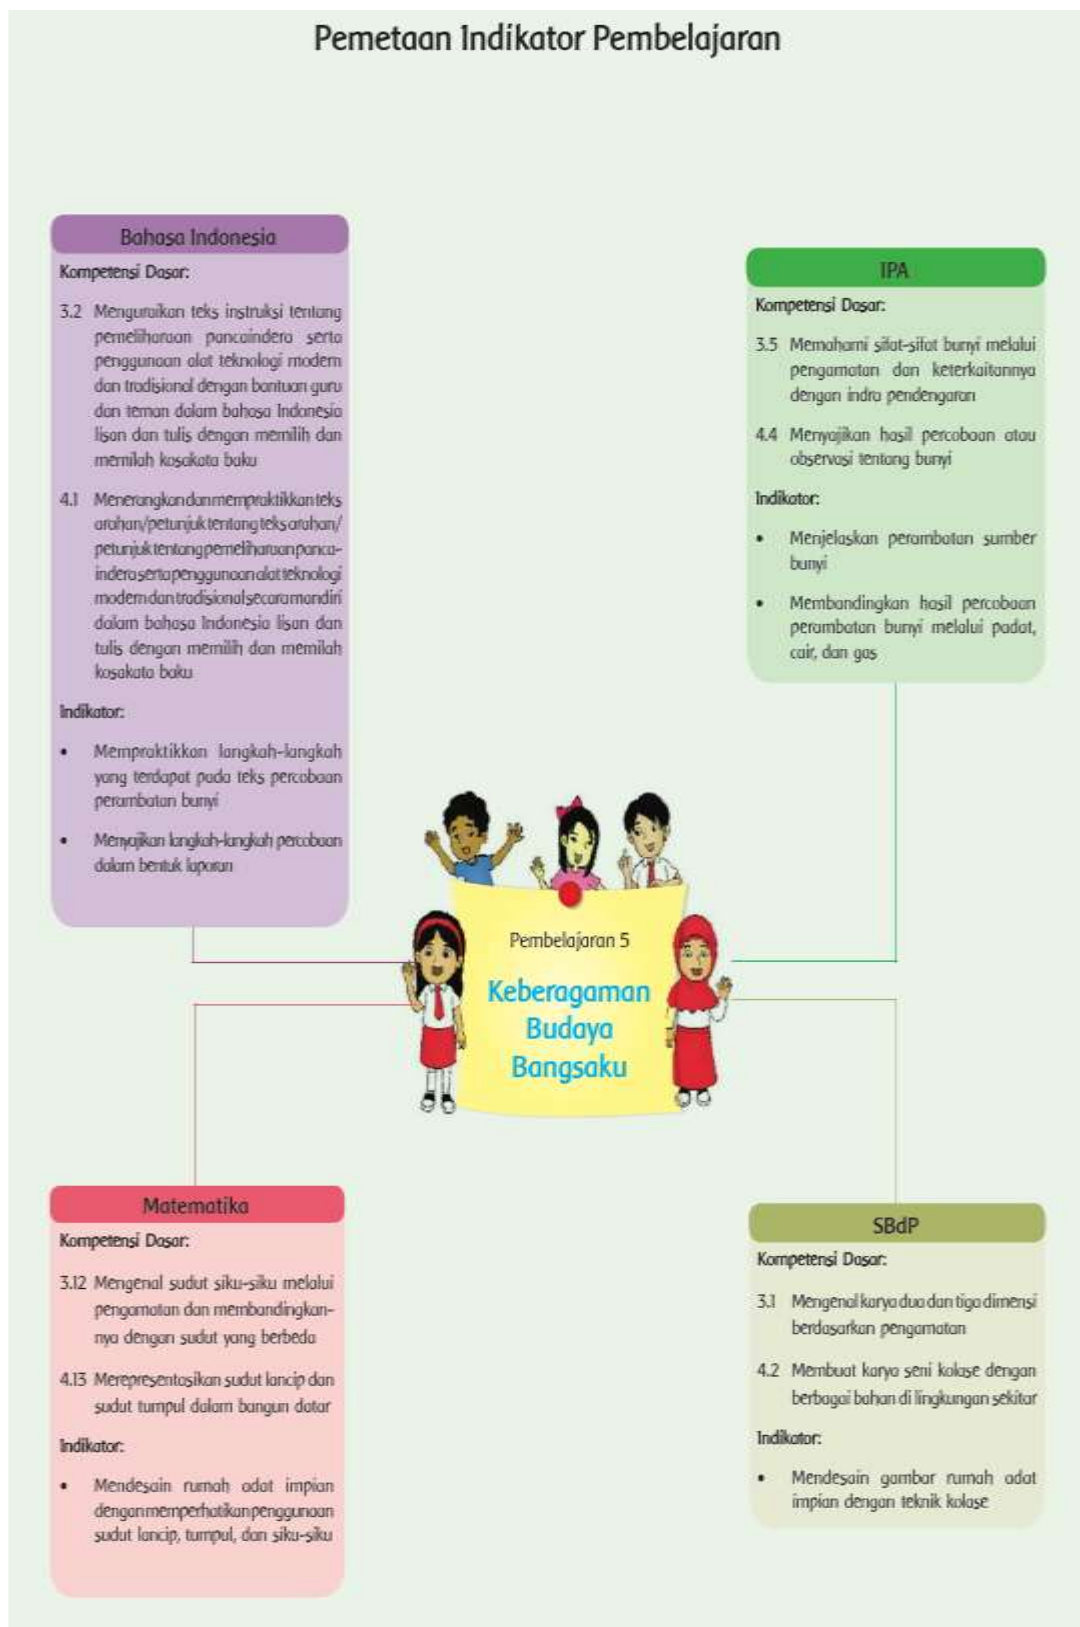 Pemetaan Indikator Pembelajaran
Bahasa Indonesia
Kompetensi Dasar:
3.2 Menguraikan teks instruksi tentang
pemeliharaan pancaindera serta
penggunaan alat teknologi modern
dan tradisional dengan bantuan guru
dan teman dalam bahasa Indonesia
lisan dan tulis dengan memilih dan
memilah kosakata baku
4.1 Menerangkan dan mempraktikkan teks
arahan/petunjuk tentang teks arahan/
petunjuk tentang pemeliharaan panca-
indera serta penggunaan alat teknologi
modern dan tradisional secara mandiri
dalam bahasa Indonesia lisan dan
tulis dengan memilih dan memilah
kosakata baku
Indikator:
• Mempraktikkan langkah-langkah
yang terdapat pada teks percobaan
perambatan bunyi
• Menyajikan langkah-langkah percobaan
dalam bentuk laporan
IPA
Kompetensi Dasar:
3.5 Memahami sifat-sifat bunyi melalui
pengamatan dan keterkaitannya
dengan indra pendengaran
4.4 Menyajikan hasil percobaan atau
observasi tentang bunyi
Indikator:
• Menjelaskan perambatan sumber
bunyi
• Membandingkan hasil percobaan
perambatan bunyi melalui padat,
cair, dan gas
Pembelajaran 5
Keberagaman
Budaya
Bangsaku
Matematika
Kompetensi Dasar:
3.12 Mengenal sudut siku-siku melalui
pengamatan dan membandingkan-
nya dengan sudut yang berbeda
4.13 Merepresentasikan sudut lancip dan
sudut tumpul dalam bangun datar
Indikator:
• Mendesain rumah adat impian
dengan memperhatikan penggunaan
sudut lancip, tumpul, dan siku-siku
SBdP
Kompetensi Dasar:
3.1 Mengenal karya dua dan tiga dimensi
berdasarkan pengamatan
4.2 Membuat karya seni kolase dengan
berbagai bahan di lingkungan sekitar
Indikator:
• Mendesain gambar rumah adat
impian dengan teknik kolase